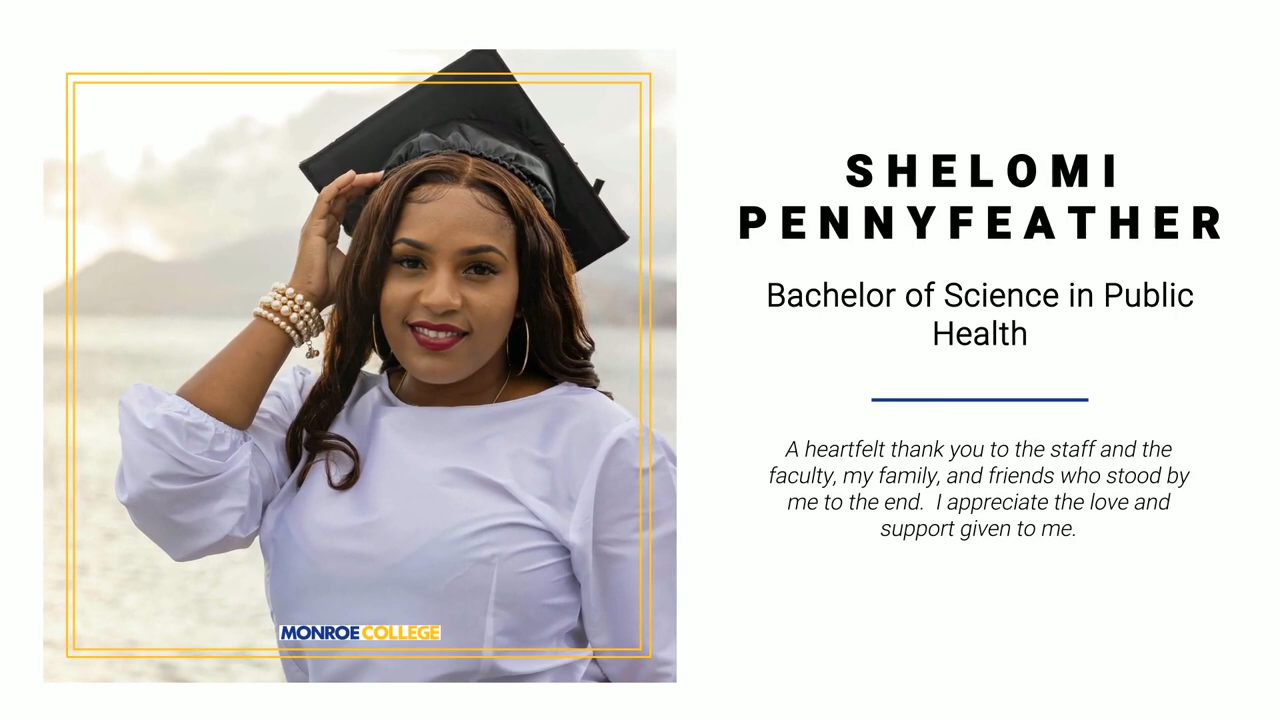 SHELOMI
PENNYFEATHER
Bachelor of Science in Public
Health
A heartfelt thank you to the staff and the
faculty, my family, and friends who stood by
me to the end.  I appreciate the love and
support given to me.
MONROE COLLEGE